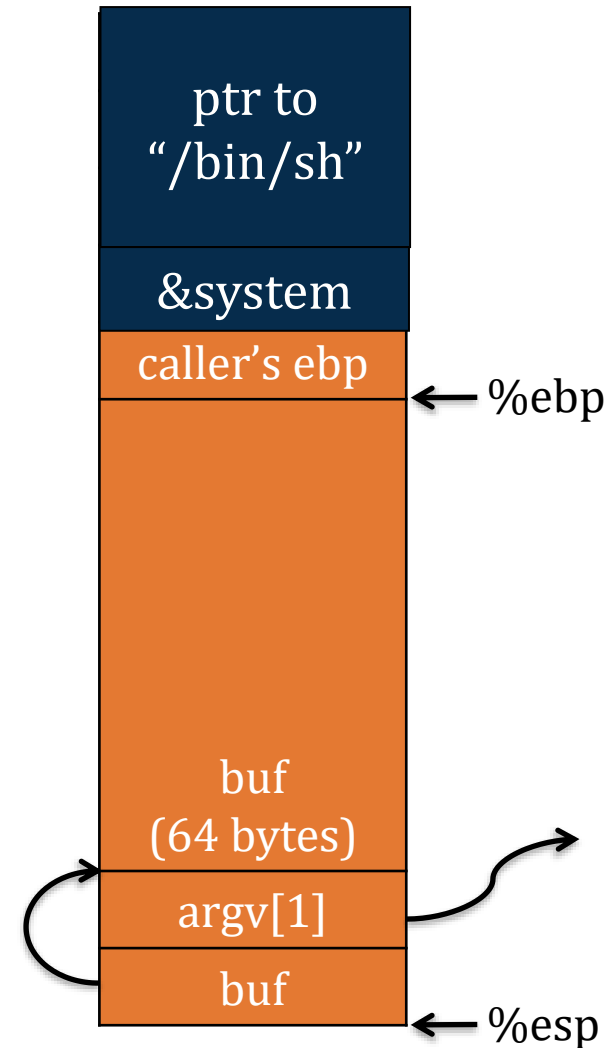 ptr to
“/bin/sh”
&system
caller’s ebp
%ebp
buf
(64 bytes)
argv[1]
buf
%esp